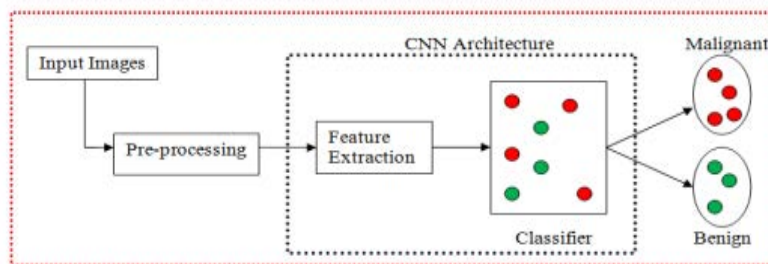 CNN Architecture
Malignant
Input Images
Pre-processing
Feature
Extraction
Classifier
Benign